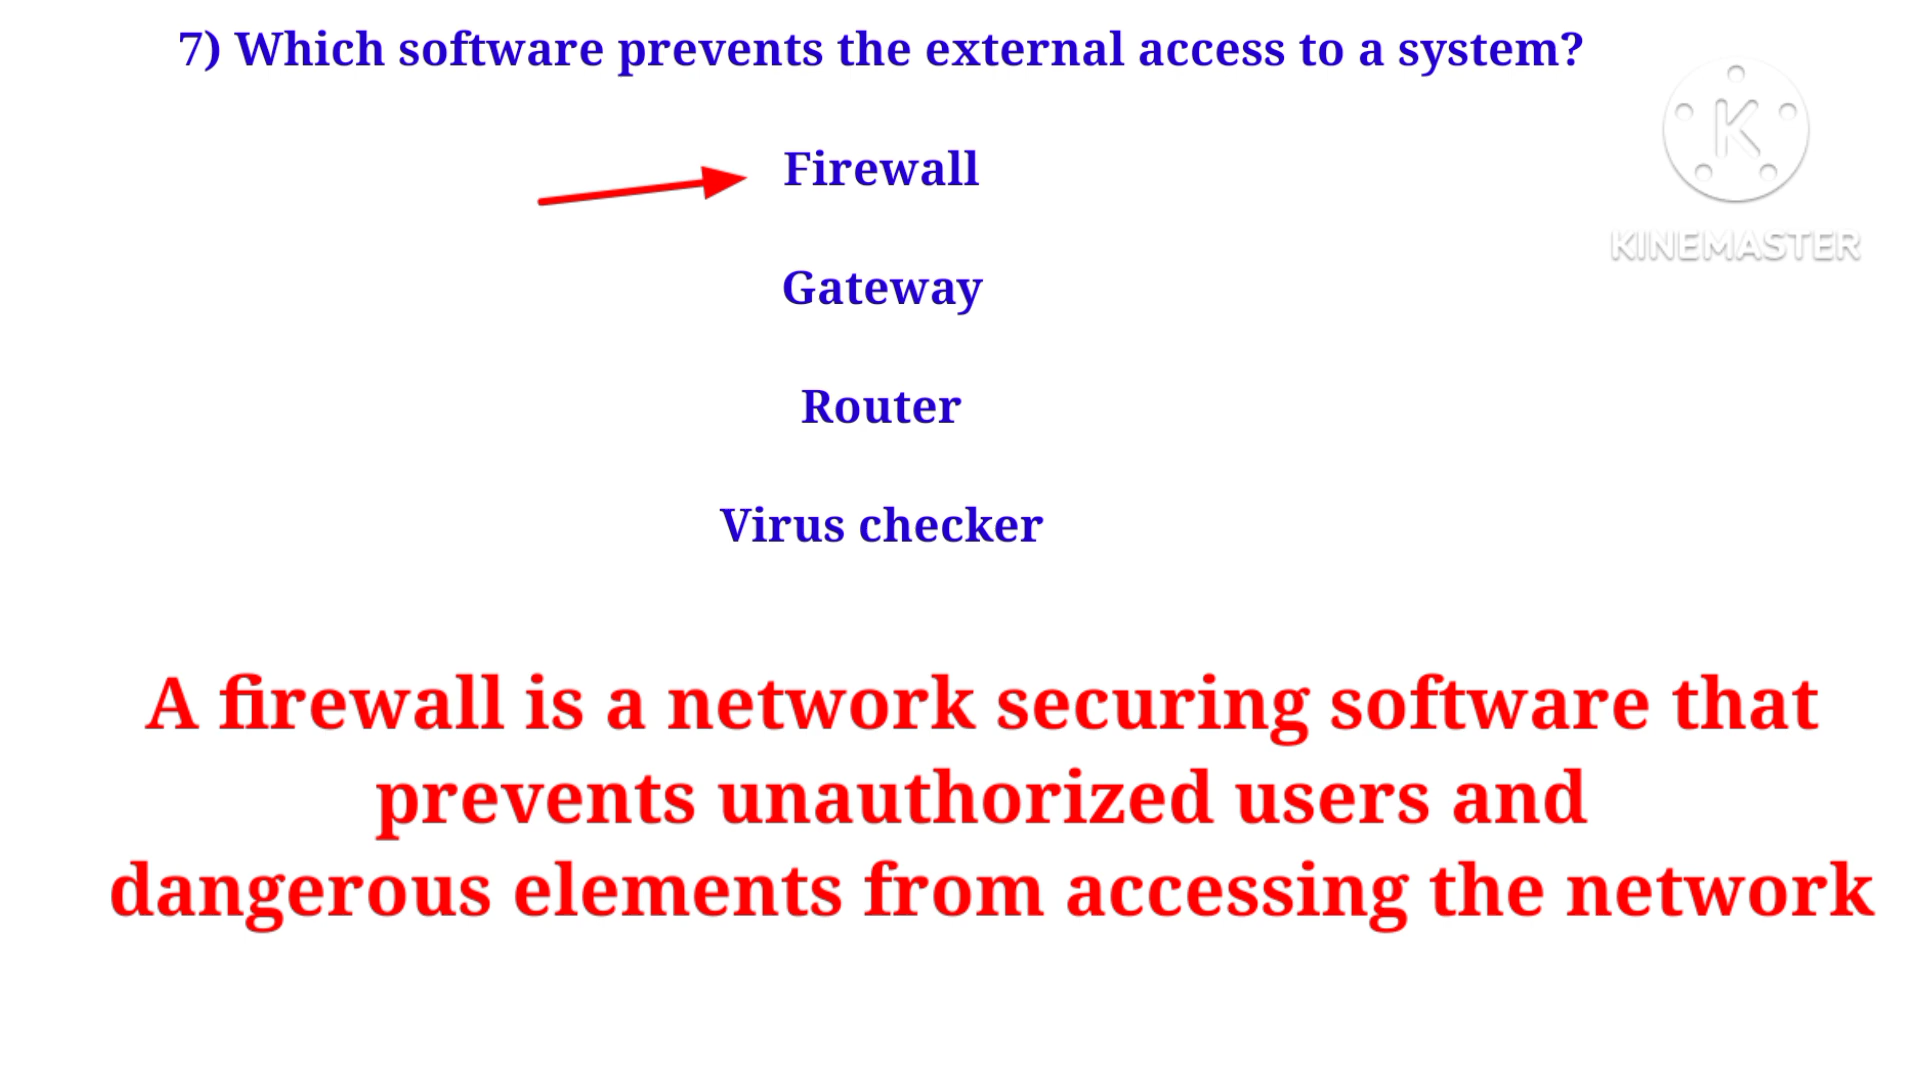 7) Which software prevents the external access to a system?
Firewall
Gateway
Router
Virus checker
A firewall is a network securing software that
prevents unauthorized users and
dangerous elements from accessing the network
K
KINEMASTER